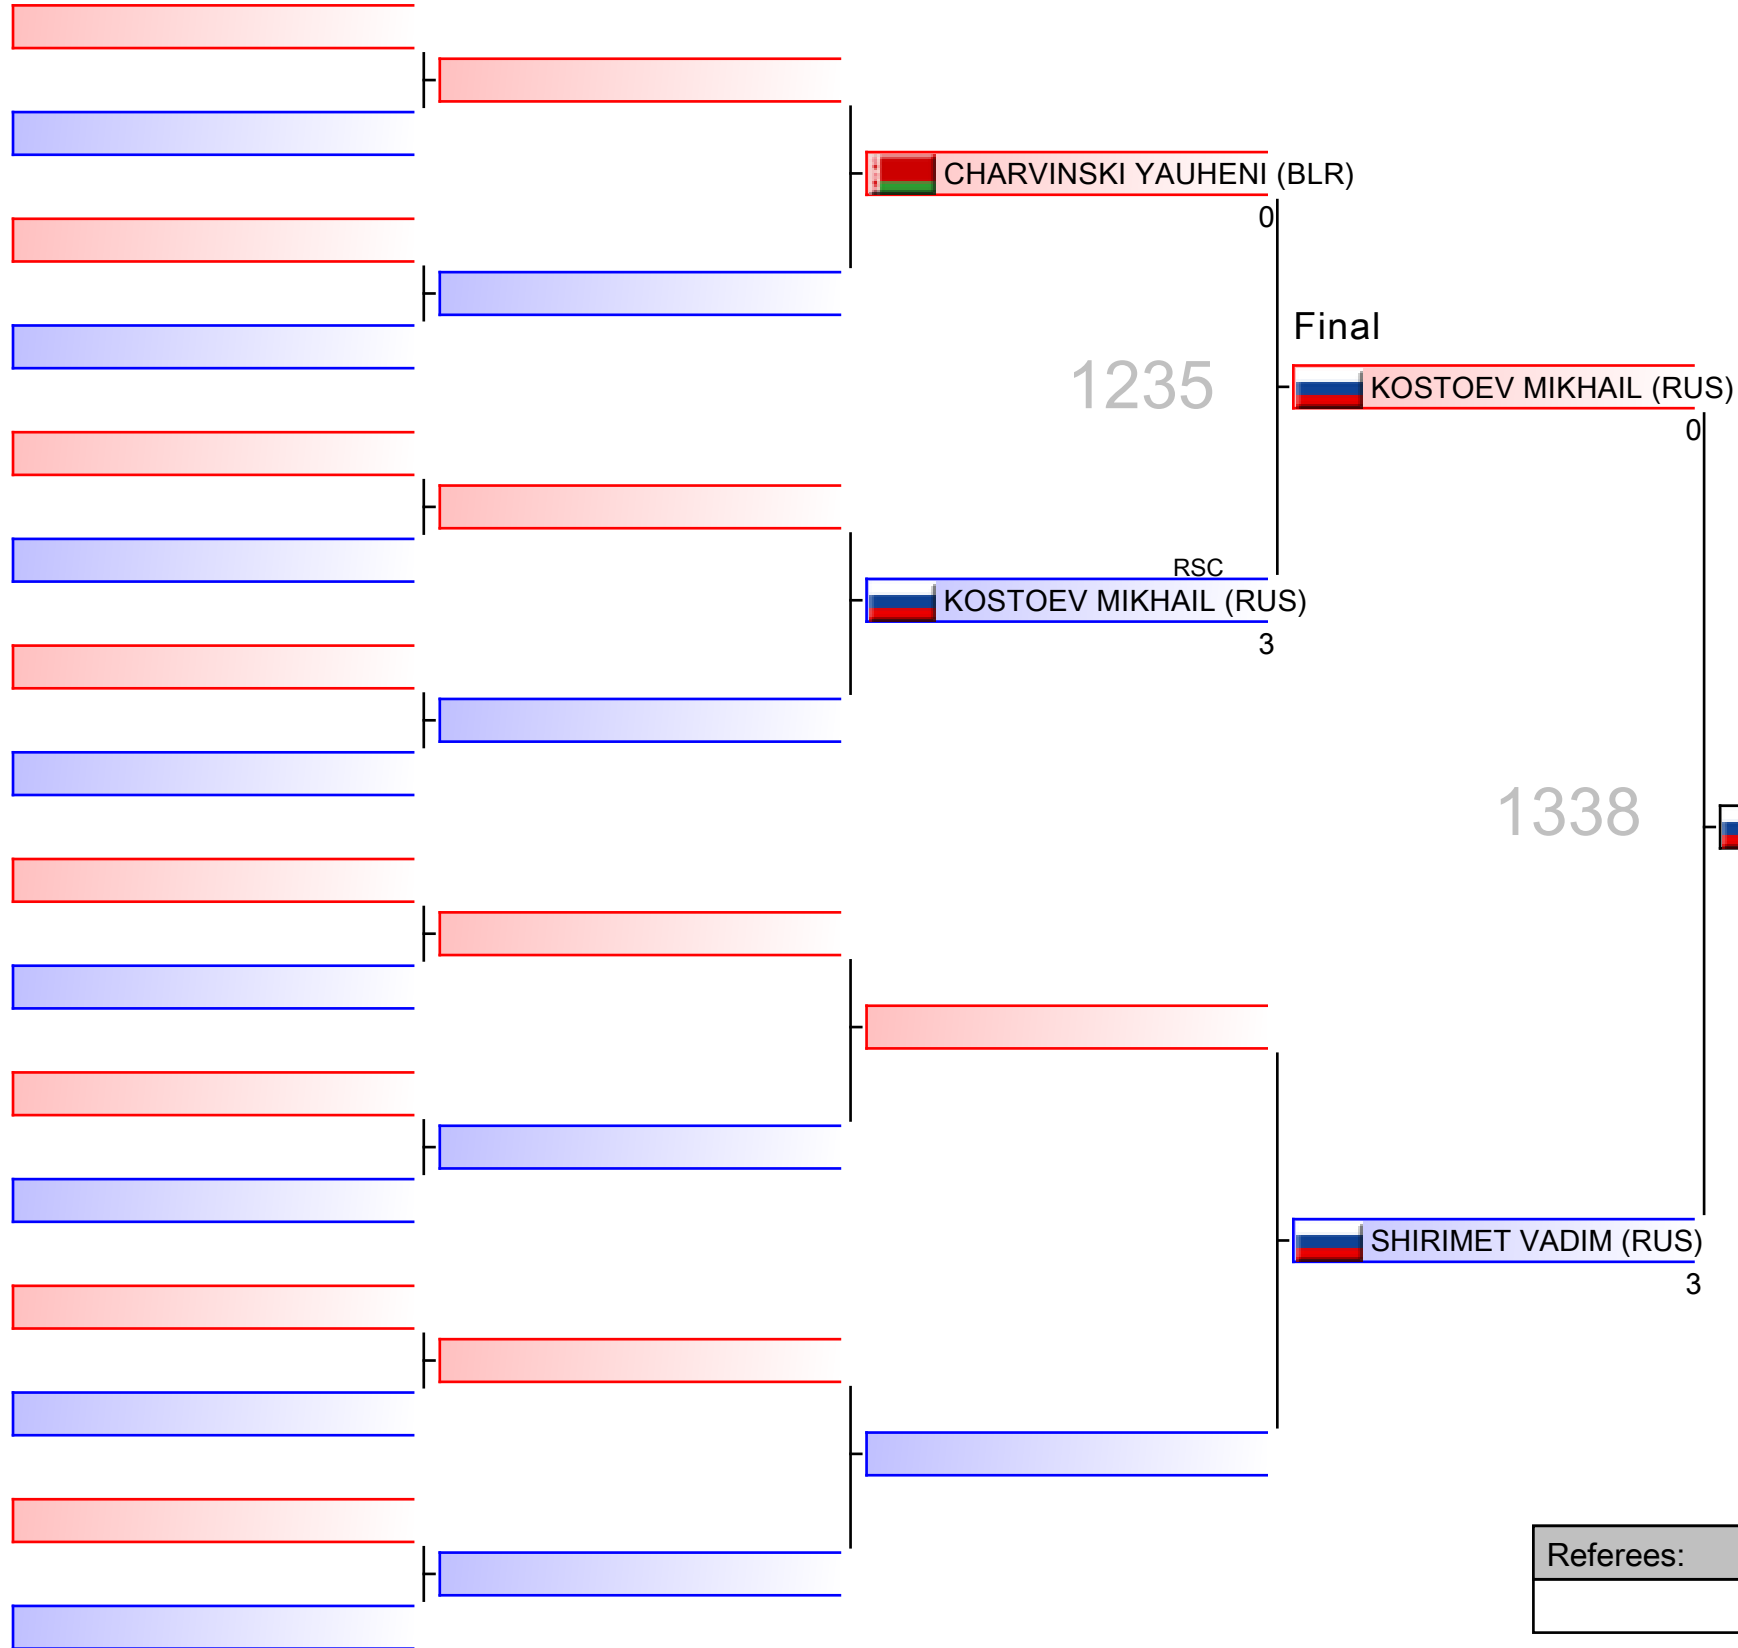 CHARVINSKI YAUHENI (BLR)
0
Final
1235
KOSTOEV MIKHAIL (RUS)
0
RSC
KOSTOEV MIKHAIL (RUS)
3
1338
SHIRIMET VADIM (RUS)
3
Referees: